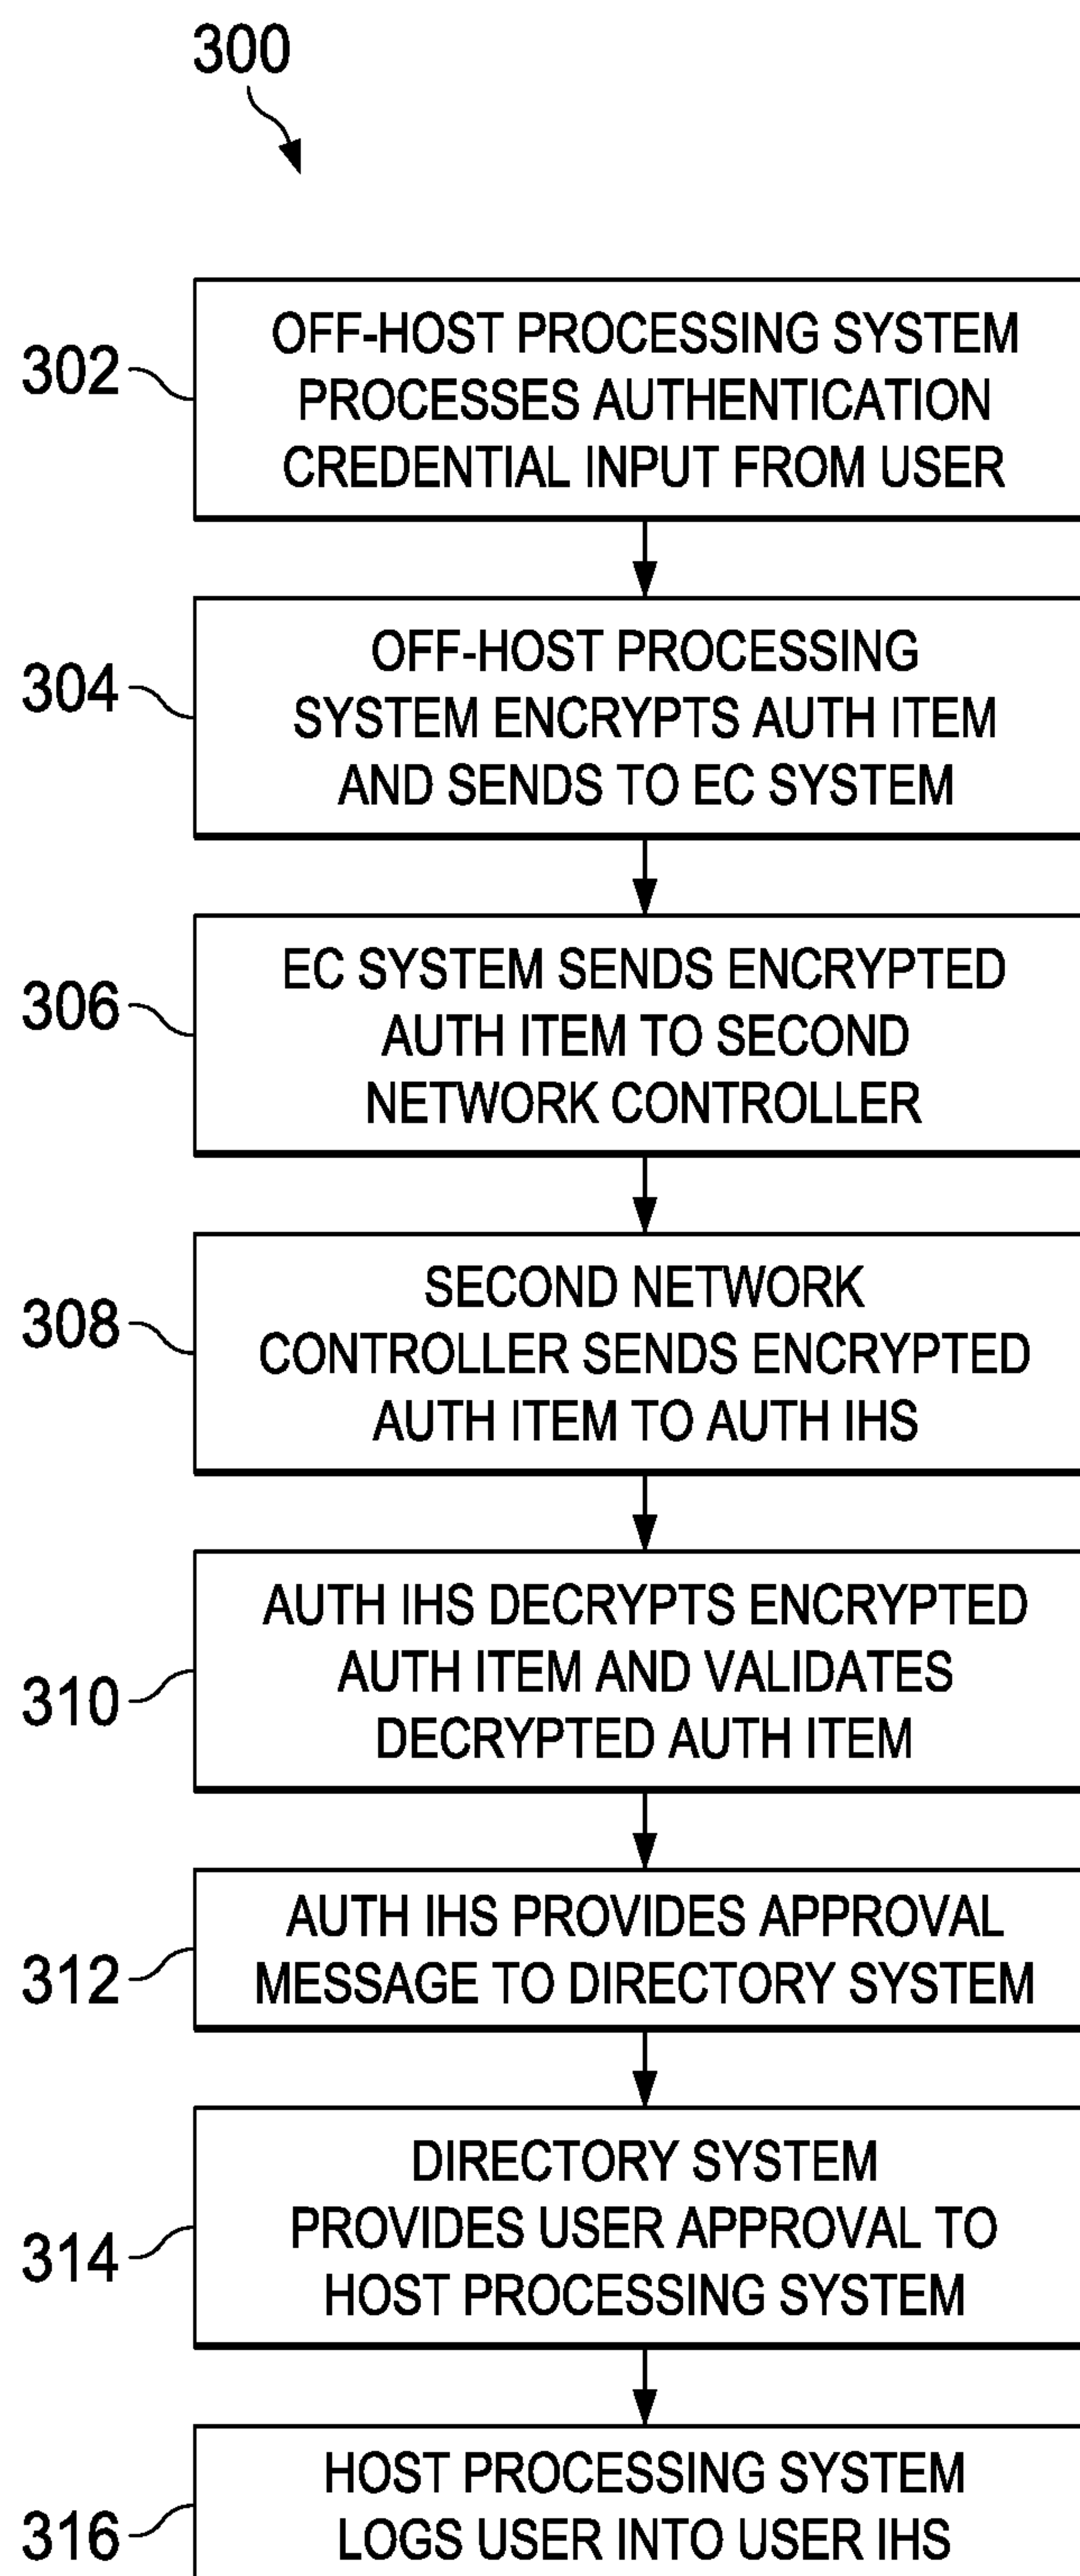 300
302
OFF-HOST PROCESSING SYSTEM
PROCESSES AUTHENTICATION
CREDENTIAL INPUT FROM USER
304
OFF-HOST PROCESSING
SYSTEM ENCRYPTS AUTH ITEM
AND SENDS TO EC SYSTEM
306
EC SYSTEM SENDS ENCRYPTED
AUTH ITEM TO SECOND
NETWORK CONTROLLER
308
SECOND NETWORK
CONTROLLER SENDS ENCRYPTED
AUTH ITEM TO AUTH IHS
310
AUTH IHS DECRYPTS ENCRYPTED
AUTH ITEM AND VALIDATES
DECRYPTED AUTH ITEM
312
AUTH IHS PROVIDES APPROVAL
MESSAGE TO DIRECTORY SYSTEM
314
DIRECTORY SYSTEM
PROVIDES USER APPROVAL TO
HOST PROCESSING SYSTEM
316
HOST PROCESSING SYSTEM
LOGS USER INTO USER IHS